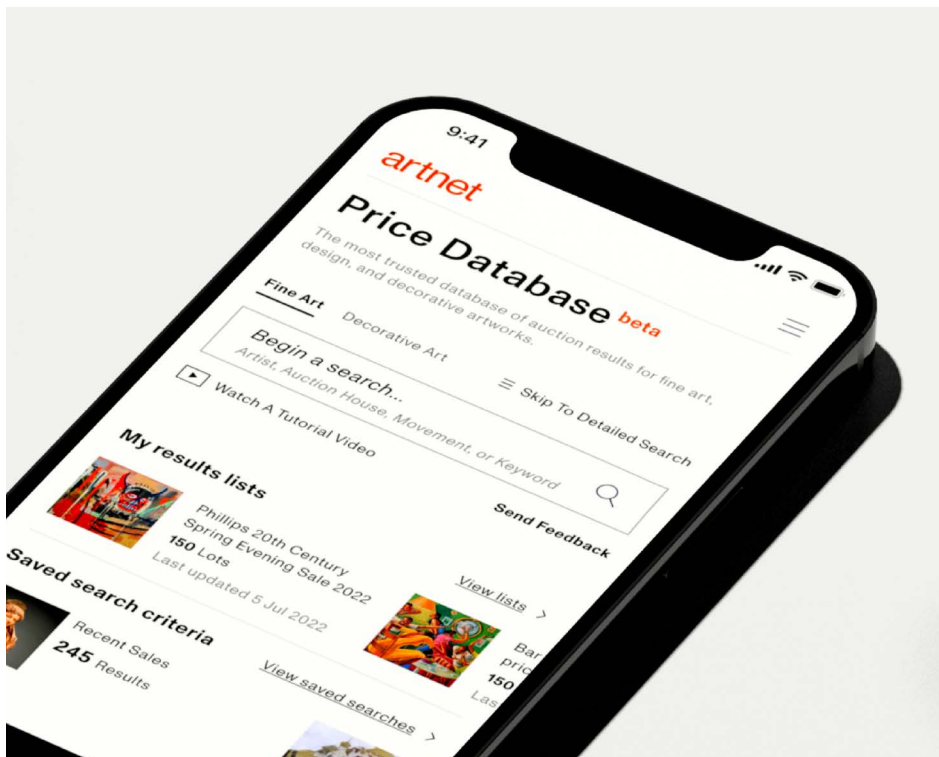 9:41
artnet
Price Database beta
The most trusted database of auction results for fine art,
design, and decorative artworks.
Fine Art
Decorative Art
Skip To Detailed Search
Begin a search...
Artist, Auction House, Movement, or Keyword
Watch A Tutorial Video
Send Feedback
My results lists
View lists
Phillips 20th Century
Spring Evening Sale 2022
150 Lots
Last updated 5 Jul 2022
Bar
pric
150
Las
Saved search criteria
View saved searches
Recent Sales
245 Results